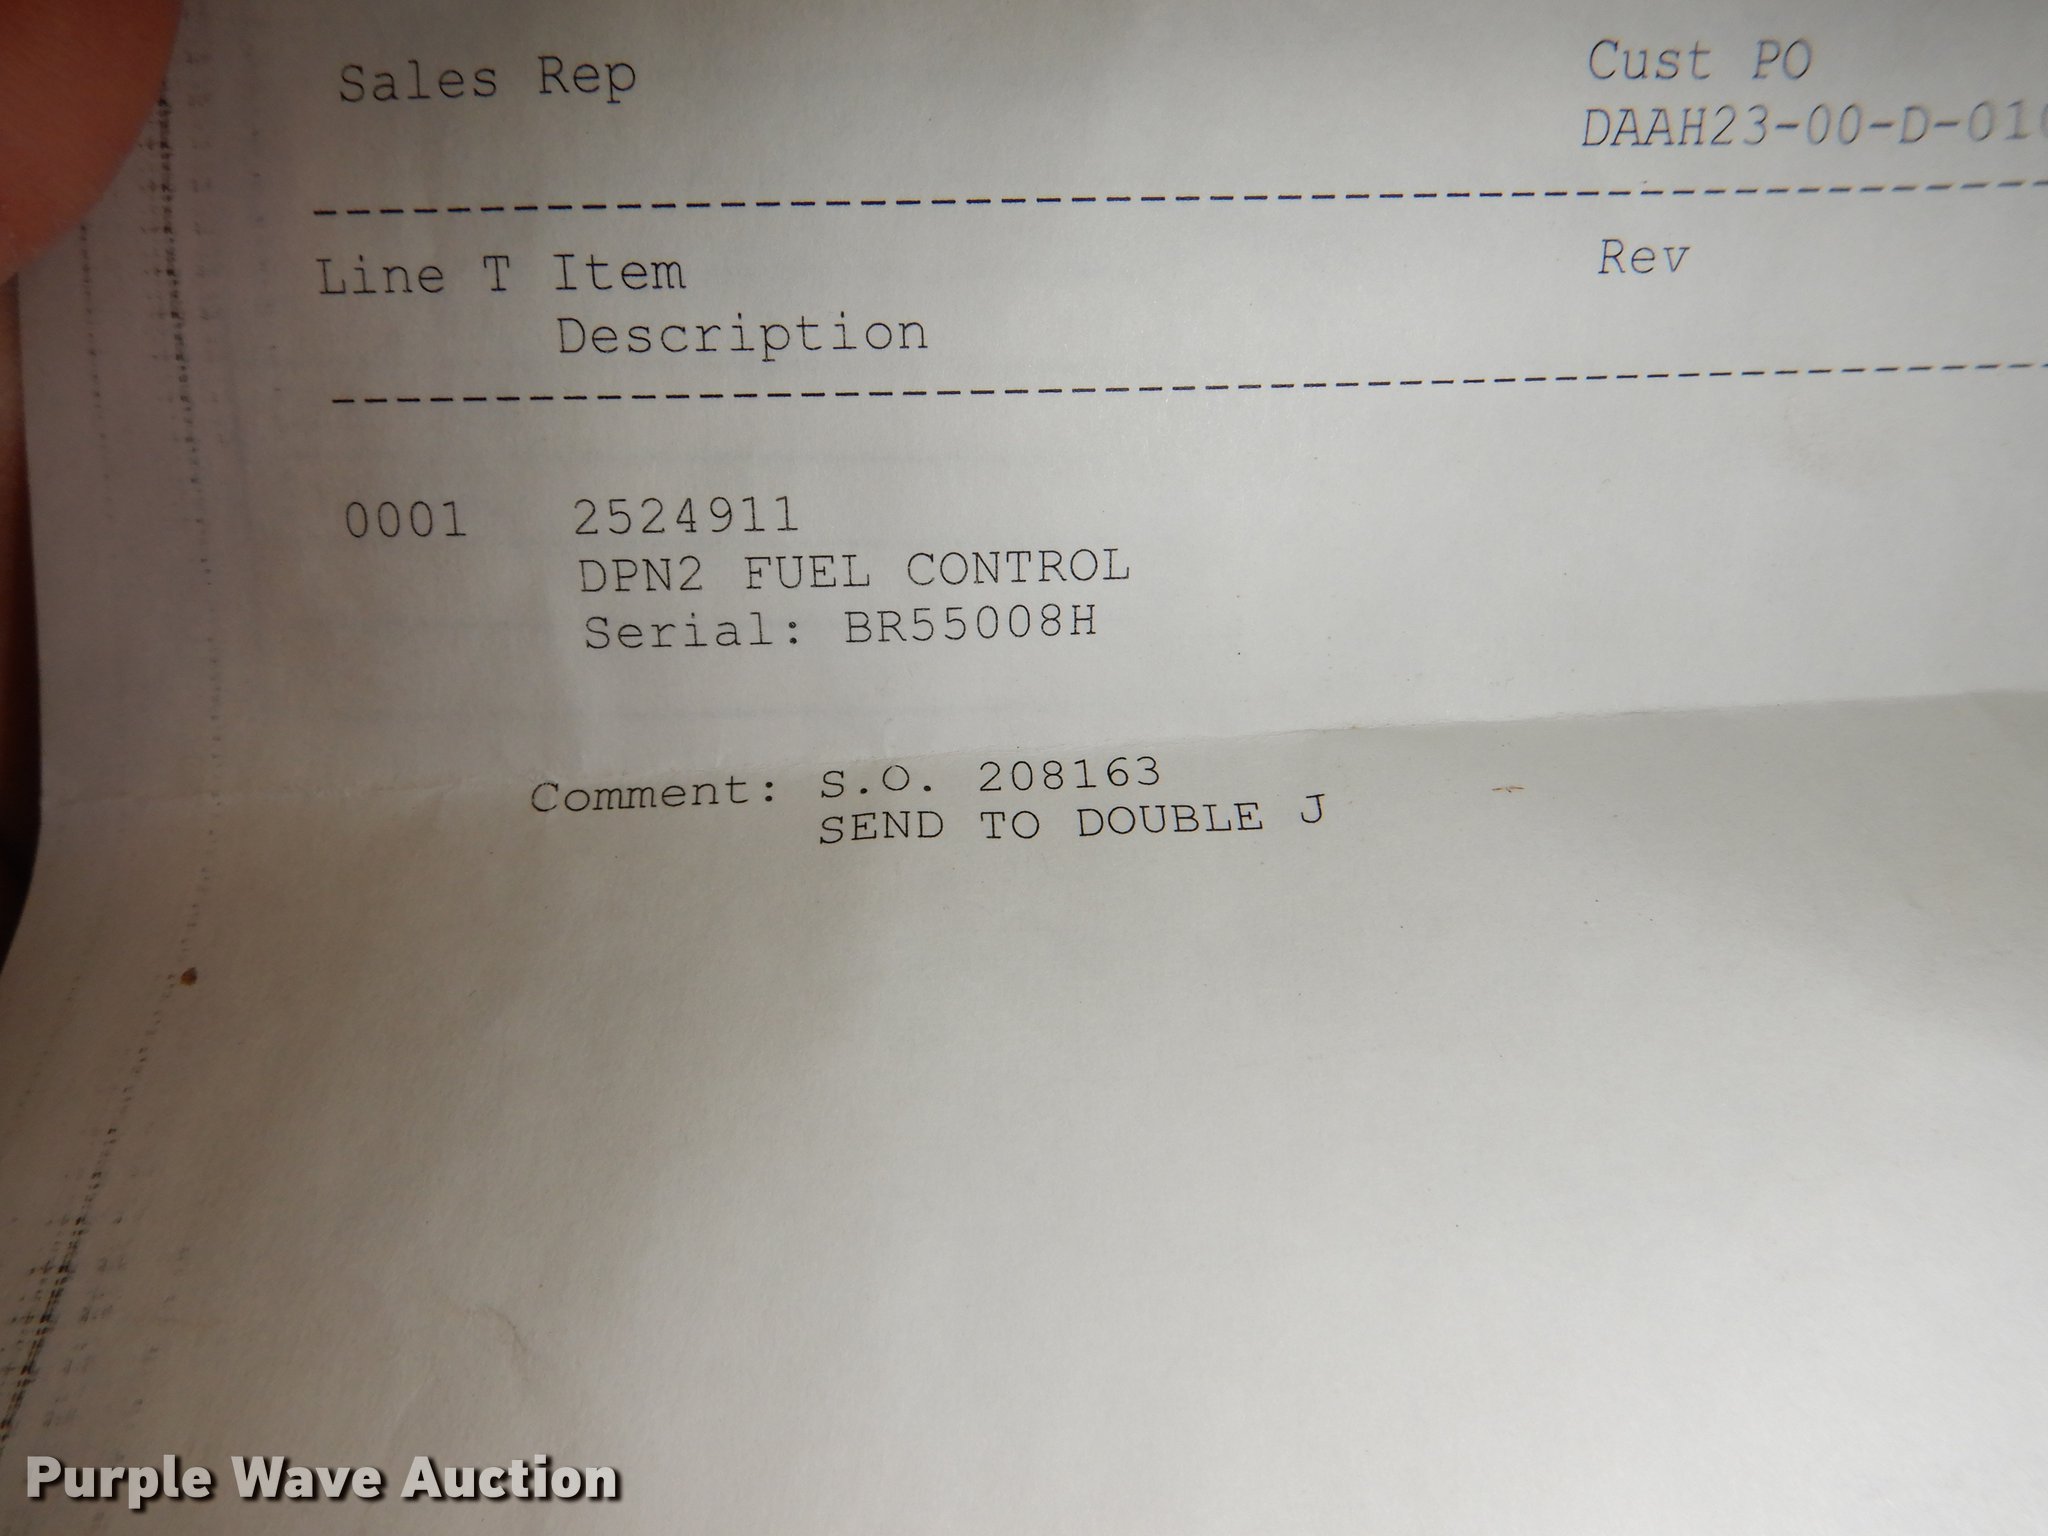 Sales Rep Cust PO
DAAH23-00-D-010
Line T Item Rev
Description
0001 2524911
DPN2 FUEL CONTROL
Serial: BR55008H
Comment: S.O. 208163
SEND TO DOUBLE J
Purple Wave Auction